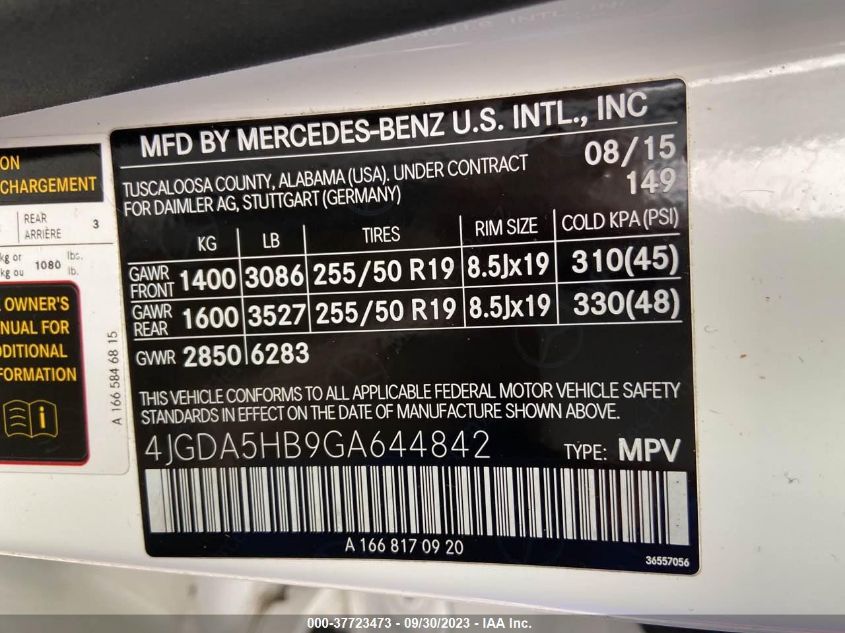 ON
CHARGEMENT
REAR
ARRIÈRE 3
kg or
kg ou 1080 lbs.
lb.
OWNER'S
NUAL FOR
DDITIONAL
FORMATION
A 166 584 68 15
MFD BY MERCEDES-BENZ U.S. INTL., INC
TUSCALOOSA COUNTY, ALABAMA (USA). UNDER CONTRACT 08/15
FOR DAIMLER AG, STUTTGART (GERMANY) 149
KG LB TIRES RIM SIZE COLD KPA (PSI)
GAWR FRONT 1400 3086 255/50 R19 8.5Jx19 310(45)
GAWR REAR 1600 3527 255/50 R19 8.5Jx19 330(48)
GVWR 2850 6283
THIS VEHICLE CONFORMS TO ALL APPLICABLE FEDERAL MOTOR VEHICLE SAFETY
STANDARDS IN EFFECT ON THE DATE OF MANUFACTURE SHOWN ABOVE.
4JGDA5HB9GA644842 TYPE: MPV
A 166 817 09 20
36557056
000-37723473 - 09/30/2023 - IAA Inc.